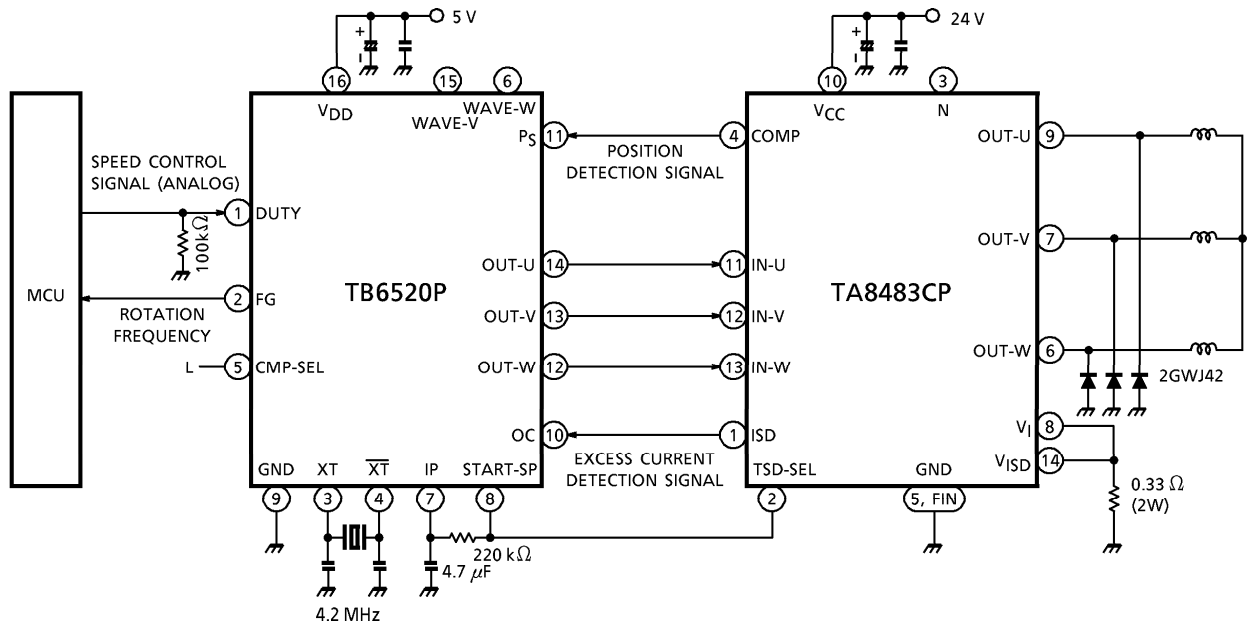 5 V
24 V
+
-
+
-
16
15
6
10
3
VDD
WAVE-V
WAVE-W
VCC
N
PS
11
4
COMP
OUT-U
9
POSITION
DETECTION SIGNAL
SPEED CONTROL
SIGNAL (ANALOG)
1
DUTY
100kΩ
MCU
2
FG
ROTATION
FREQUENCY
L
5
CMP-SEL
TB6520P
OUT-U
14
OUT-V
13
OUT-W
12
OC
10
11
IN-U
12
IN-V
13
IN-W
1
ISD
EXCESS CURRENT
DETECTION SIGNAL
TA8483CP
OUT-V
7
OUT-W
6
2GWJ42
VI
8
VISD
14
0.33 Ω
(2W)
GND
XT
XT
IP
START-SP
TSD-SEL
GND
9
3
4
7
8
2
5, FIN
220 kΩ
4.7 μF
4.2 MHz